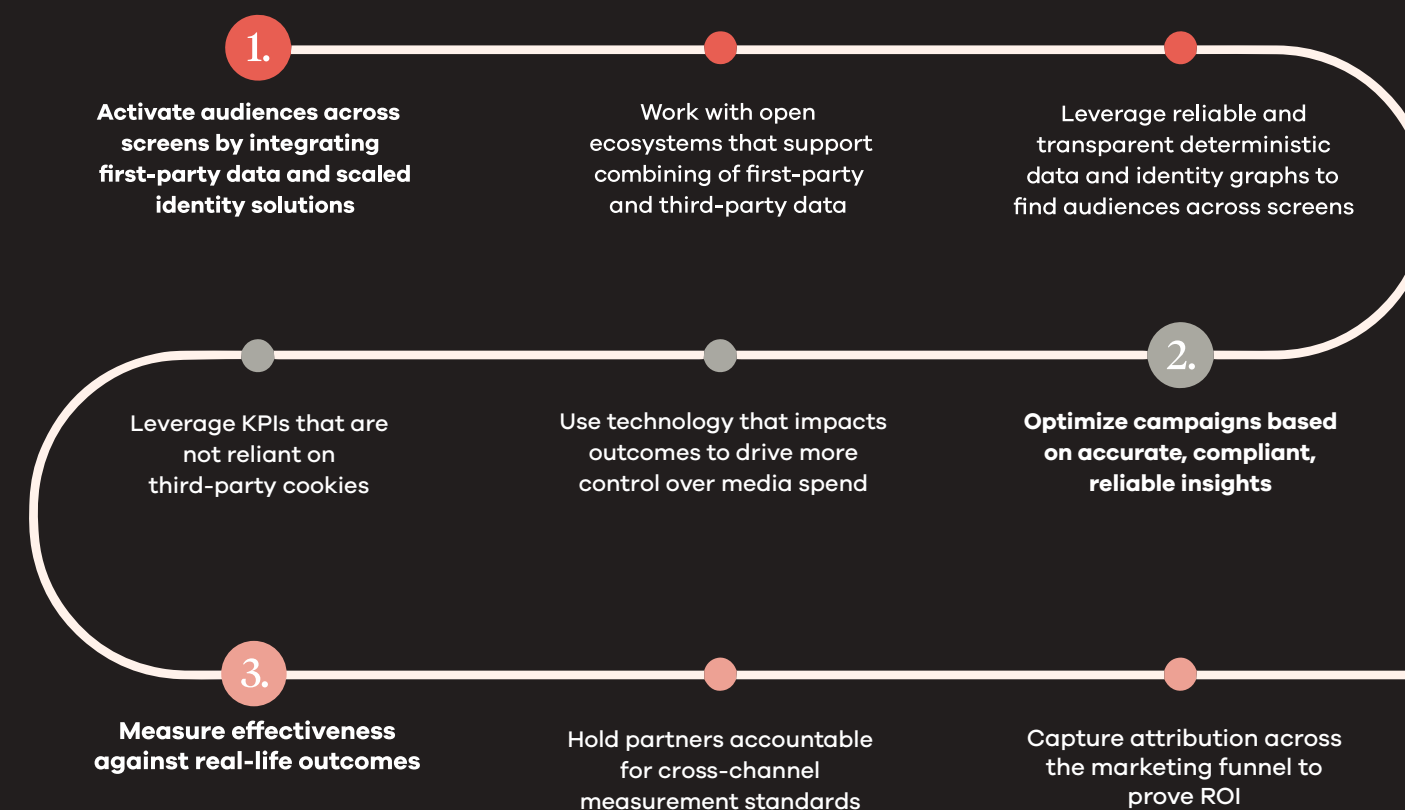 1.
Activate audiences across
screens by integrating
first-party data and scaled
identity solutions
Work with open
ecosystems that support
combining of first-party
and third-party data
Leverage reliable and
transparent deterministic
data and identity graphs to
find audiences across screens
2.
Optimize campaigns based
on accurate, compliant,
reliable insights
Use technology that impacts
outcomes to drive more
control over media spend
Leverage KPIs that are
not reliant on
third-party cookies
3.
Measure effectiveness
against real-life outcomes
Hold partners accountable
for cross-channel
measurement standards
Capture attribution across
the marketing funnel to
prove ROI